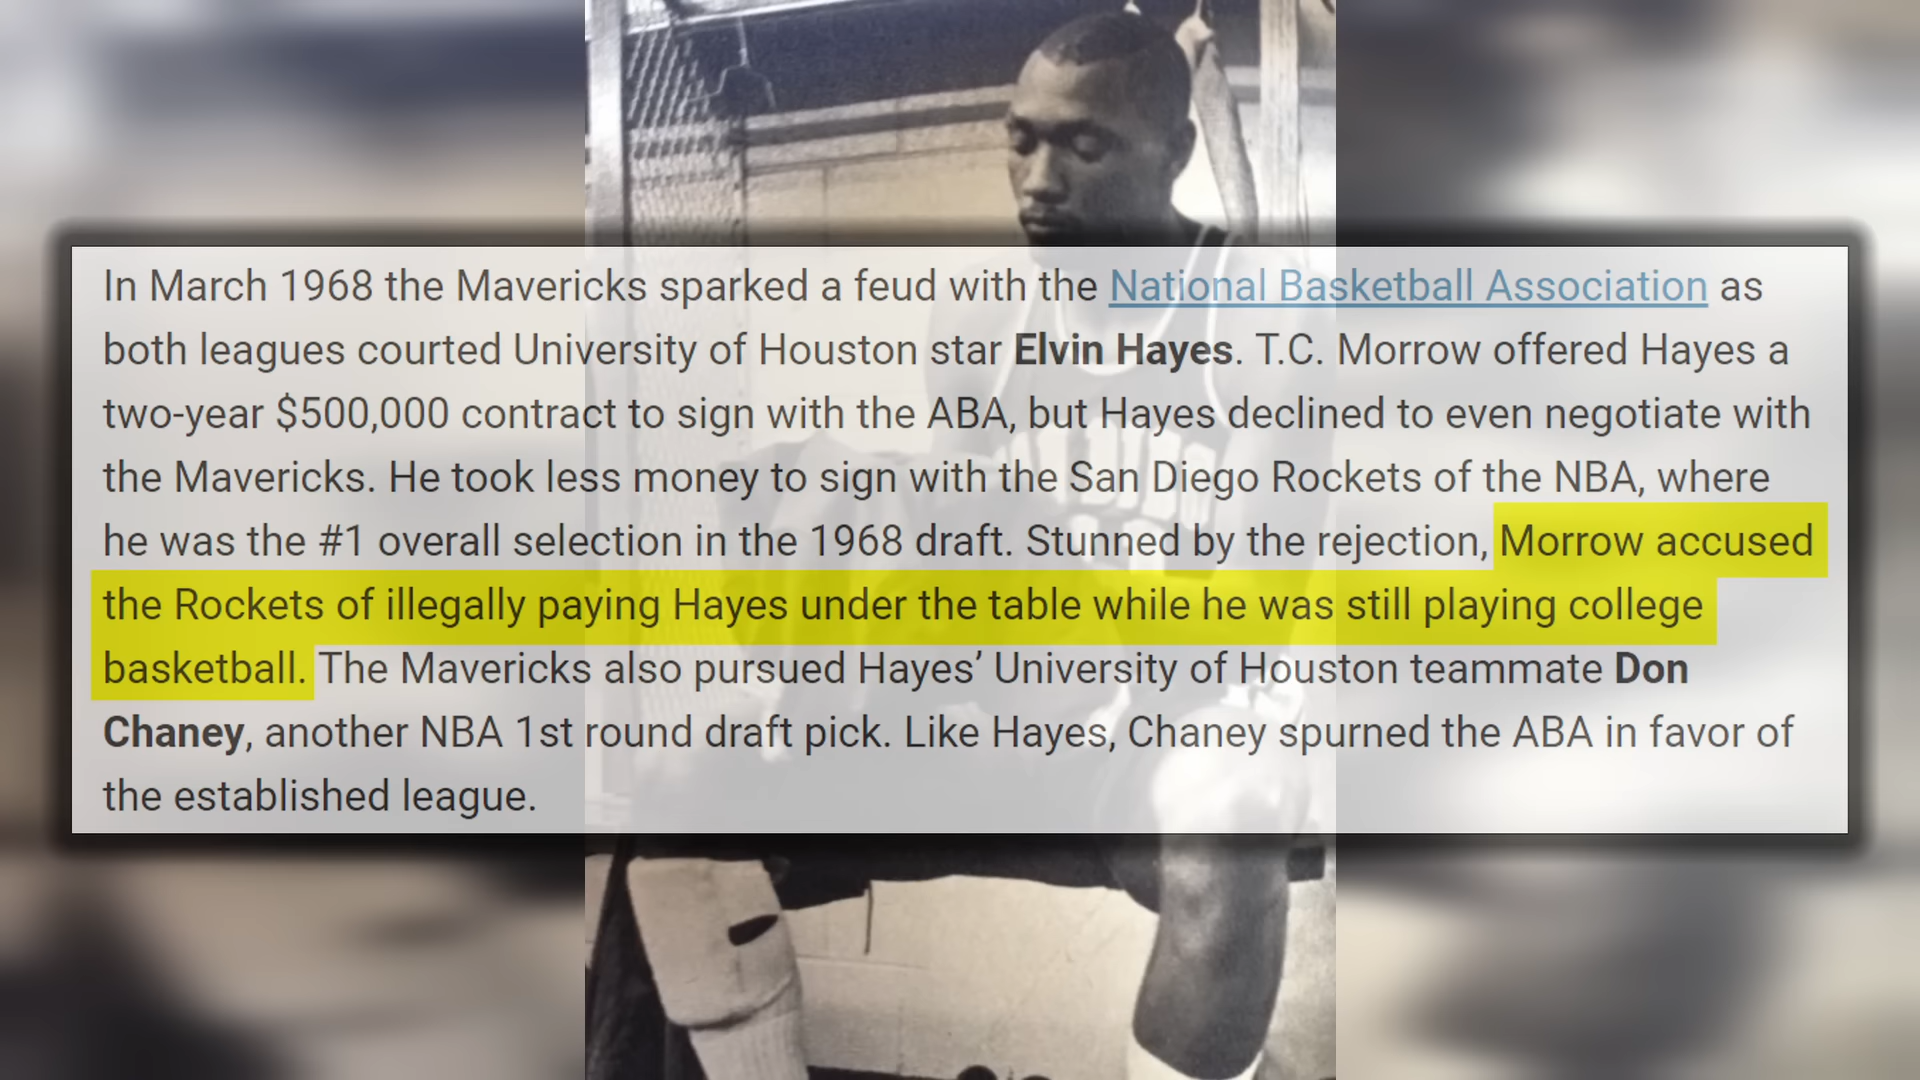 In March 1968 the Mavericks sparked a feud with the National Basketball Association as
both leagues courted University of Houston star Elvin Hayes. T.C. Morrow offered Hayes a
two-year $500,000 contract to sign with the ABA, but Hayes declined to even negotiate with
the Mavericks. He took less money to sign with the San Diego Rockets of the NBA, where
he was the #1 overall selection in the 1968 draft. Stunned by the rejection, Morrow accused
the Rockets of illegally paying Hayes under the table while he was still playing college
basketball. The Mavericks also pursued Hayes’ University of Houston teammate Don
Chaney, another NBA 1st round draft pick. Like Hayes, Chaney spurned the ABA in favor of
the established league.